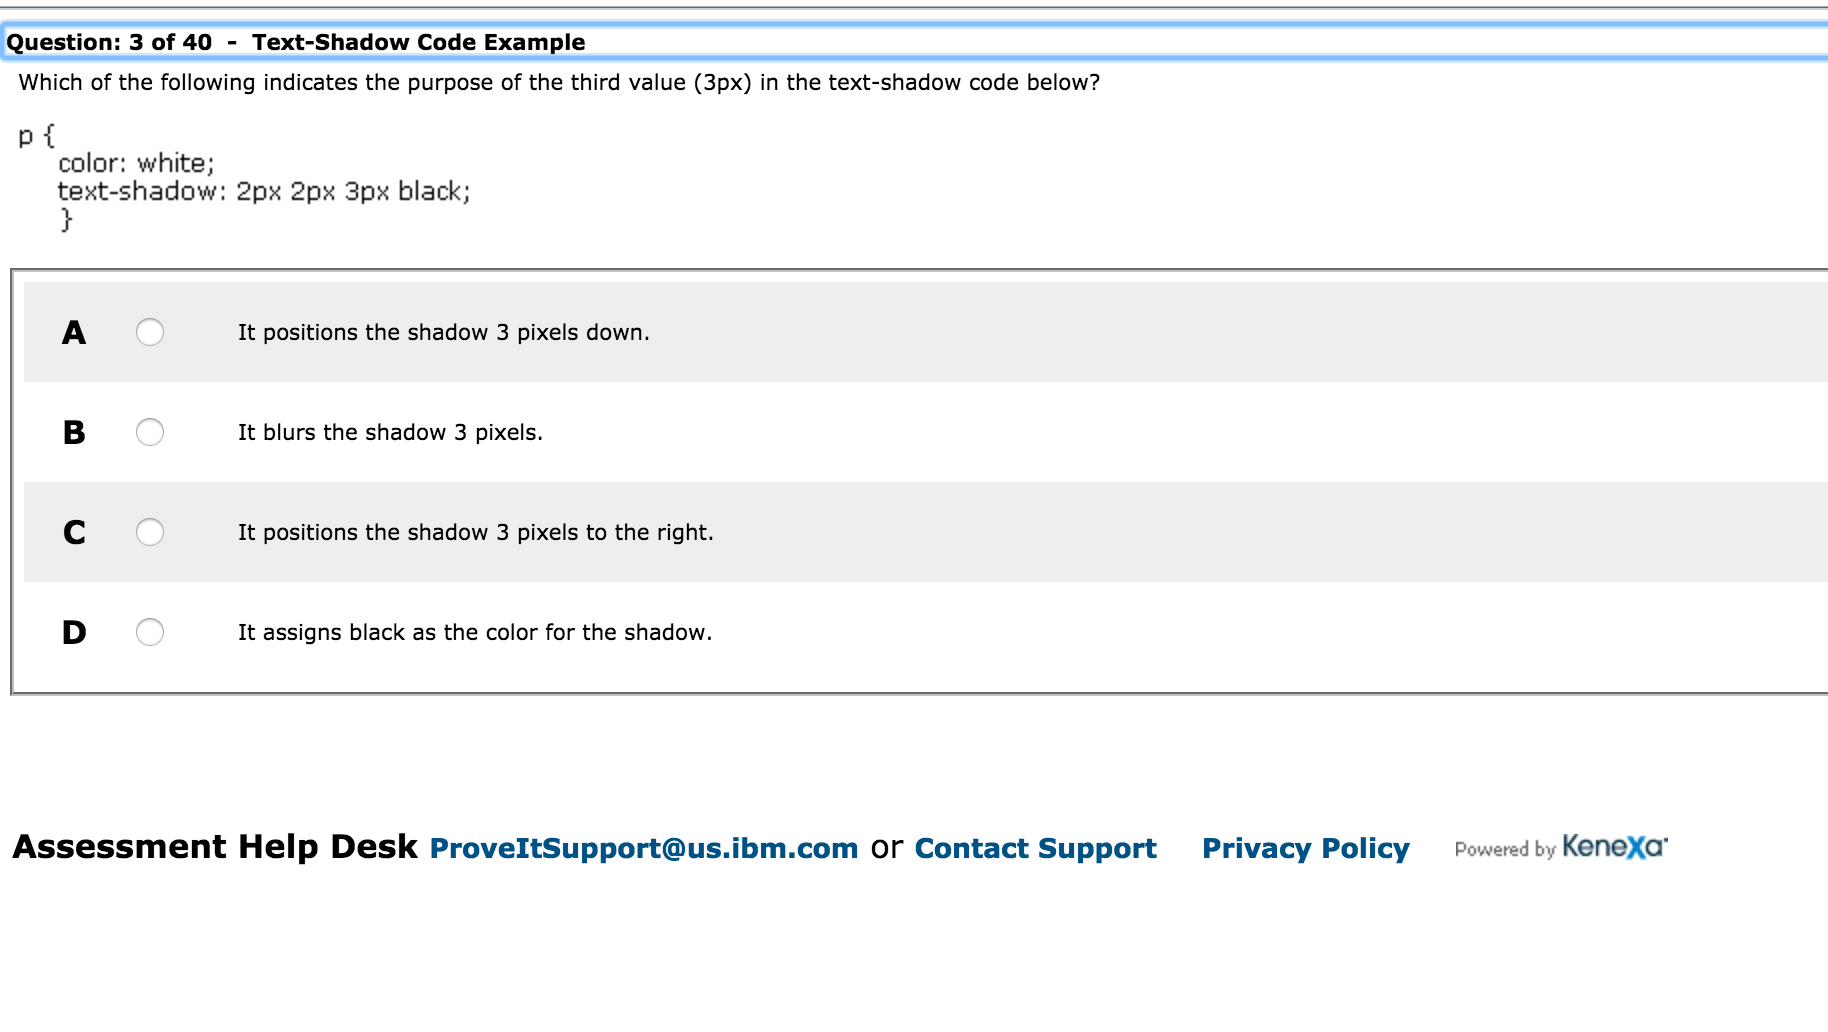 Question: 3 of 40 - Text-Shadow Code Example
Which of the following indicates the purpose of the third value (3px) in the text-shadow code below?
p {
color: white;
text-shadow: 2px 2px 3px black;
}
A It positions the shadow 3 pixels down.
B It blurs the shadow 3 pixels.
C It positions the shadow 3 pixels to the right.
D It assigns black as the color for the shadow.
Assessment Help Desk ProveItSupport@us.ibm.com or Contact Support Privacy Policy Powered by Kenexa